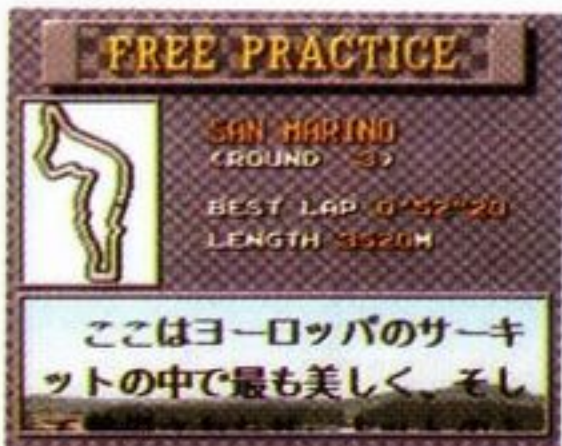 FREE PRACTICE
SAN MARINO
(ROUND 3)
BEST LAP 0'52"20
LENGTH 3520M
ここはヨーロッパのサーキ
ットの中で最も美しく、そし